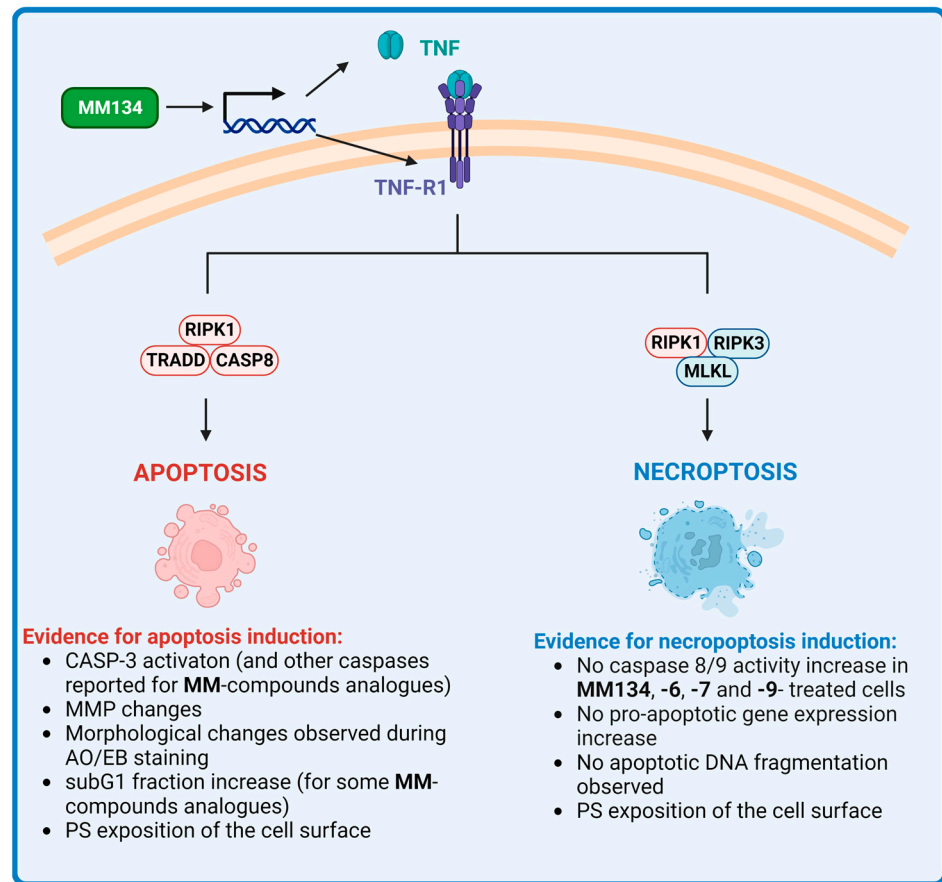 TNF
MM134
TNF-R1
RIPK1
TRADD CASP8
RIPK1 RIPK3
MLKL
APOPTOSIS
NECROPTOSIS
Evidence for apoptosis induction:
• CASP-3 activaton (and other caspases
reported for MM-compounds analogues)
• MMP changes
• Morphological changes observed during
AO/EB staining
• subG1 fraction increase (for some MM-
compounds analogues)
• PS exposition of the cell surface
Evidence for necropoptosis induction:
• No caspase 8/9 activity increase in
MM134, -6, -7 and -9- treated cells
• No pro-apoptotic gene expression
increase
• No apoptotic DNA fragmentation
observed
• PS exposition of the cell surface